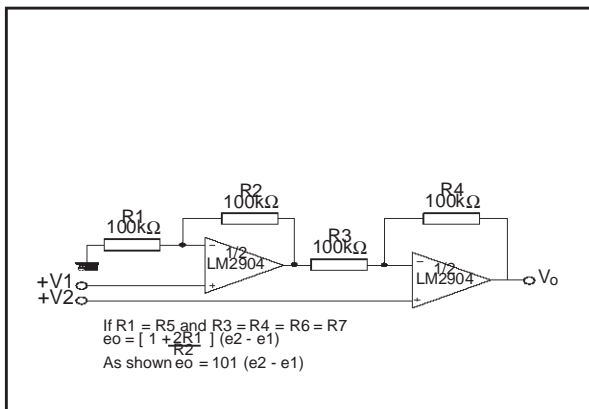 R2
100kΩ
R4
100kΩ
R1
100kΩ
R3
100kΩ
1/2
LM2904
1/2
LM2904
+V1
+V2
Vo
If R1 = R5 and R3 = R4 = R6 = R7
eo = [ 1 + 2R1 ] (e2 - e1)
R2
As shown eo = 101 (e2 - e1)